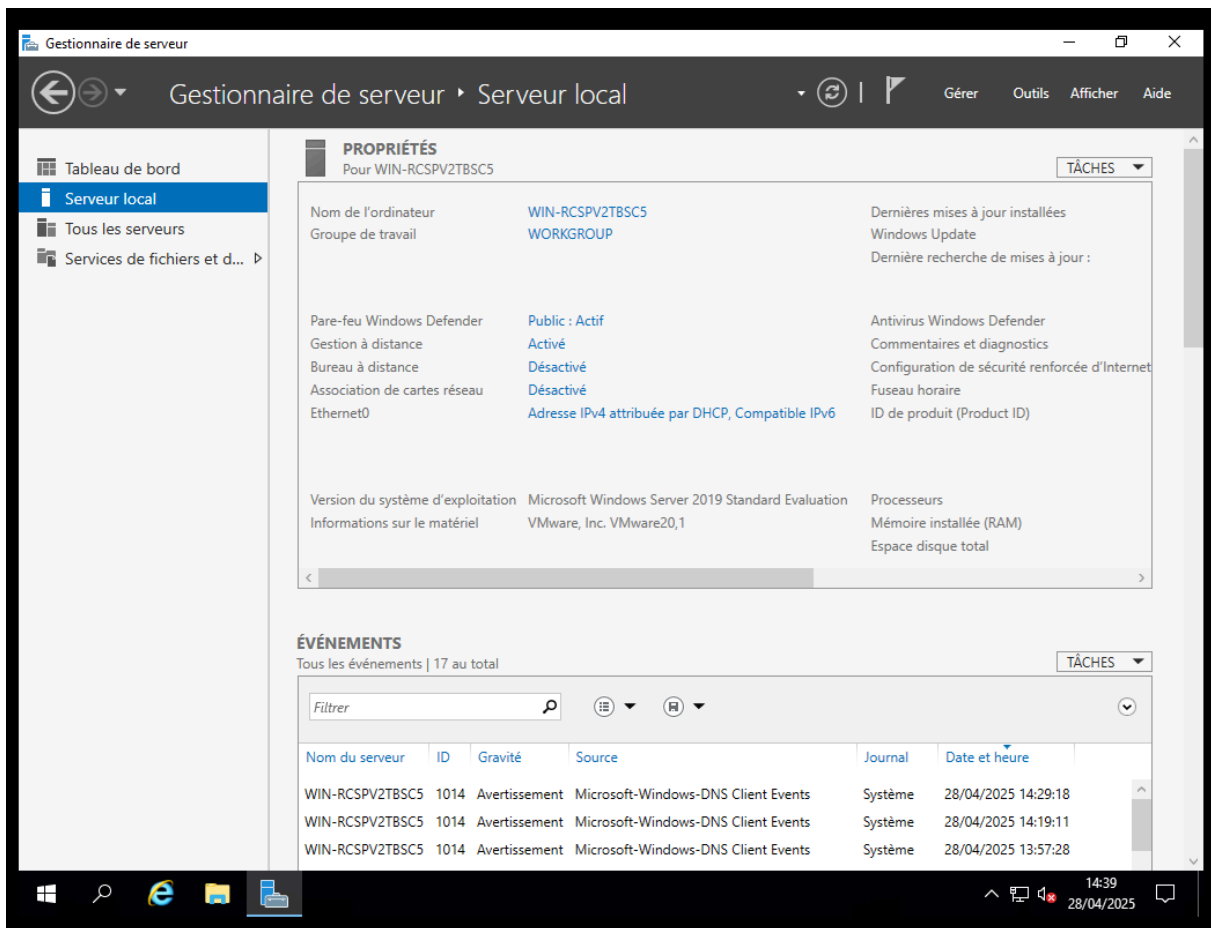 Gestionnaire de serveur
Gestionnaire de serveur Serveur local
Gérer Outils Afficher Aide
Tableau de bord
Serveur local
Tous les serveurs
Services de fichiers et d...
PROPRIÉTÉS
Pour WIN-RCSPV2TBSC5
TÂCHES
Nom de l'ordinateur WIN-RCSPV2TBSC5 Dernières mises à jour installées
Groupe de travail WORKGROUP Windows Update
Dernière recherche de mises à jour :
Pare-feu Windows Defender Public : Actif Antivirus Windows Defender
Gestion à distance Activé Commentaires et diagnostics
Bureau à distance Désactivé Configuration de sécurité renforcée d'Internet
Association de cartes réseau Désactivé Fuseau horaire
Ethernet0 Adresse IPv4 attribuée par DHCP, Compatible IPv6 ID de produit (Product ID)
Version du système d'exploitation Microsoft Windows Server 2019 Standard Evaluation Processeurs
Informations sur le matériel VMware, Inc. VMware20,1 Mémoire installée (RAM)
Espace disque total
ÉVÉNEMENTS
Tous les événements | 17 au total
TÂCHES
Filtrer
Nom du serveur ID Gravité Source Journal Date et heure
WIN-RCSPV2TBSC5 1014 Avertissement Microsoft-Windows-DNS Client Events Système 28/04/2025 14:29:18
WIN-RCSPV2TBSC5 1014 Avertissement Microsoft-Windows-DNS Client Events Système 28/04/2025 14:19:11
WIN-RCSPV2TBSC5 1014 Avertissement Microsoft-Windows-DNS Client Events Système 28/04/2025 13:57:28
14:39
28/04/2025